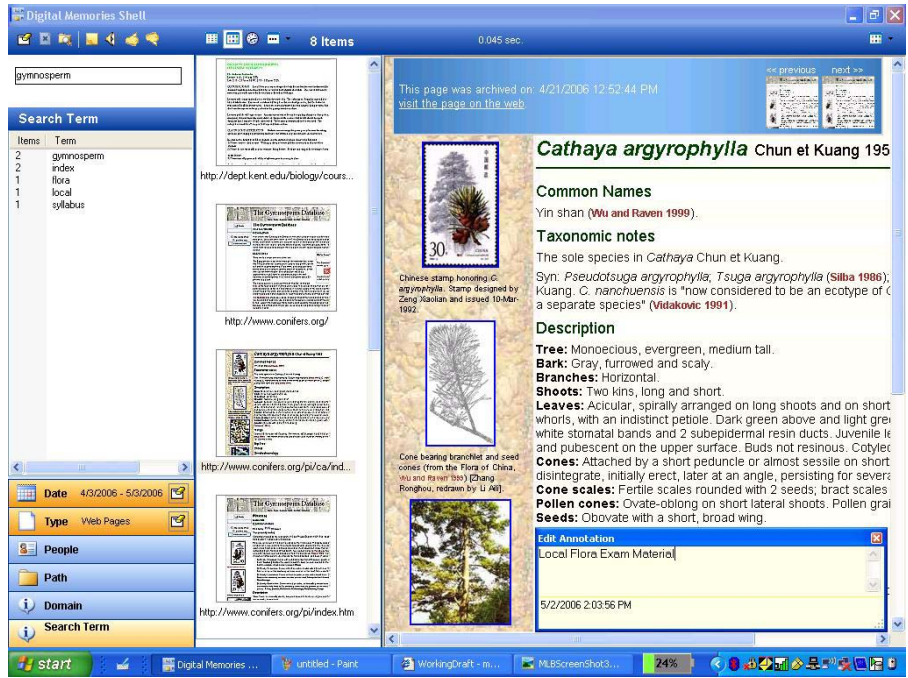 Digital Memories Shell
8 Items
0.045 sec.
gymnosperm
Search Term
Items Term
2 gymnosperm
2 index
1 flora
1 local
1 syllabus
Date 4/3/2006 - 5/3/2006
Type Web Pages
People
Path
Domain
Search Term
http://dept.kent.edu/biology/cours...
The Gymnosperm Database
http://www.conifers.org/
http://www.conifers.org/pi/ca/ind...
http://www.conifers.org/pi/index.htm
This page was archived on: 4/21/2006 12:52:44 PM
visit the page on the web.
<< previous next >>
30
Chinese stamp honoring C.
argyrophylla. Stamp designed by
Zeng Xiaolian and issued 10-Mar-
1992.
Cone bearing branchlet and seed
cones (from the Flora of China,
Wu and Raven 1999) [Zhang
Ronghou, redrawn by Li Aili].
Cathaya argyrophylla Chun et Kuang 195
Common Names
Yin shan (Wu and Raven 1999).
Taxonomic notes
The sole species in Cathaya Chun et Kuang.
Syn: Pseudotsuga argyrophylla; Tsuga argyrophylla (Silba 1986);
Kuang. C. nanchuensis is "now considered to be an ecotype of C
a separate species" (Vidakovic 1991).
Description
Tree: Monoecious, evergreen, medium tall.
Bark: Gray, furrowed and scaly.
Branches: Horizontal.
Shoots: Two kins, long and short.
Leaves: Acicular, spirally arranged on long shoots and on short
whorls, with an indistinct petiole. Dark green above and light gre
white stomatal bands and 2 subepidermal resin ducts. Juvenile le
and pubescent on the upper surface. Buds not resinous. Cotyled
Cones: Attached by a short peduncle or almost sessile on short
disintegrate, initially erect, later at an angle, persisting for severa
Cone scales: Fertile scales rounded with 2 seeds; bract scales
Pollen cones: Ovate-oblong on short lateral shoots. Pollen grai
Seeds: Obovate with a short, broad wing.
Edit Annotation
Local Flora Exam Material
5/2/2006 2:03:56 PM
start
Digital Memories ...
untitled - Paint
WorkingDraft - m...
MLBScreenShot3...
24%